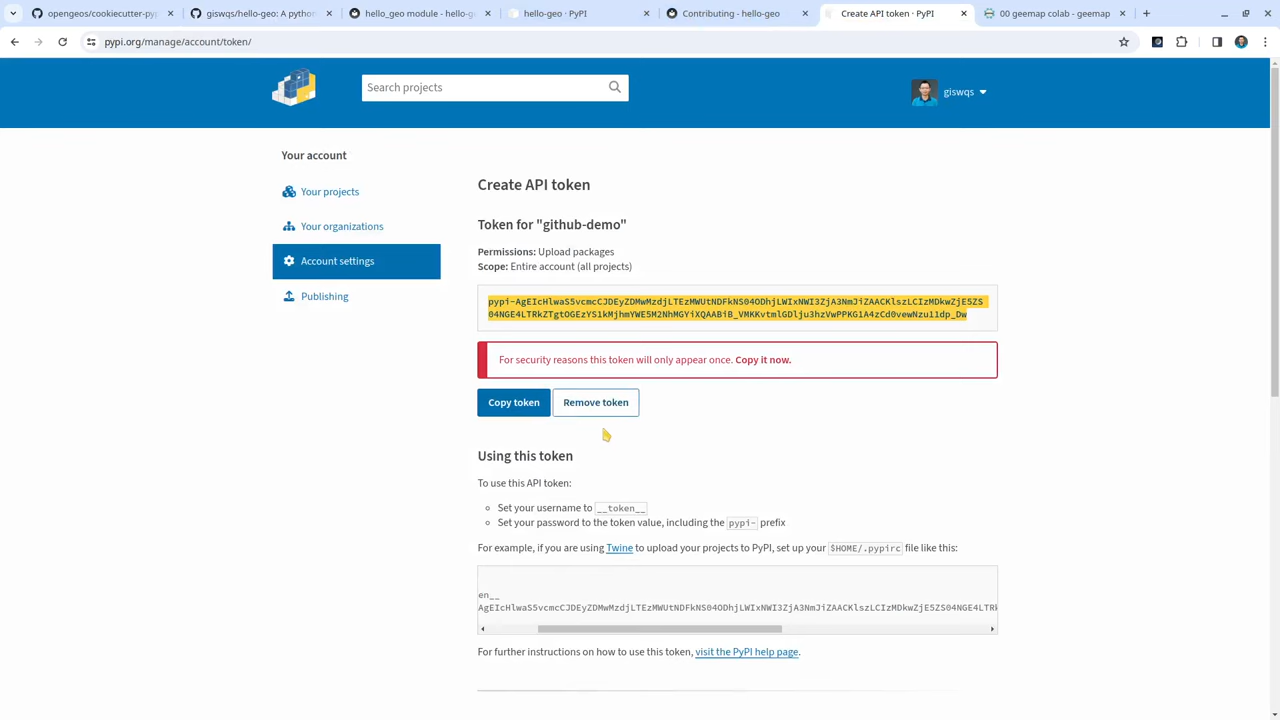 opengeos/cookiecutter-pyp
giswqs/hello-geo: A python
hello_geo module - hello-g
hello-geo · PyPI
Contributing - hello-geo
Create API token · PyPI
00 geemap colab - geemap
pypi.org/manage/account/token/
Search projects
giswqs
Your account
Your projects
Your organizations
Account settings
Publishing
Create API token
Token for "github-demo"
Permissions: Upload packages
Scope: Entire account (all projects)
For security reasons this token will only appear once. Copy it now.
Copy token
Remove token
Using this token
To use this API token:
Set your username to __token__
Set your password to the token value, including the pypi- prefix
For example, if you are using Twine to upload your projects to PyPI, set up your $HOME/.pypirc file like this:
en__
For further instructions on how to use this token, visit the PyPI help page.